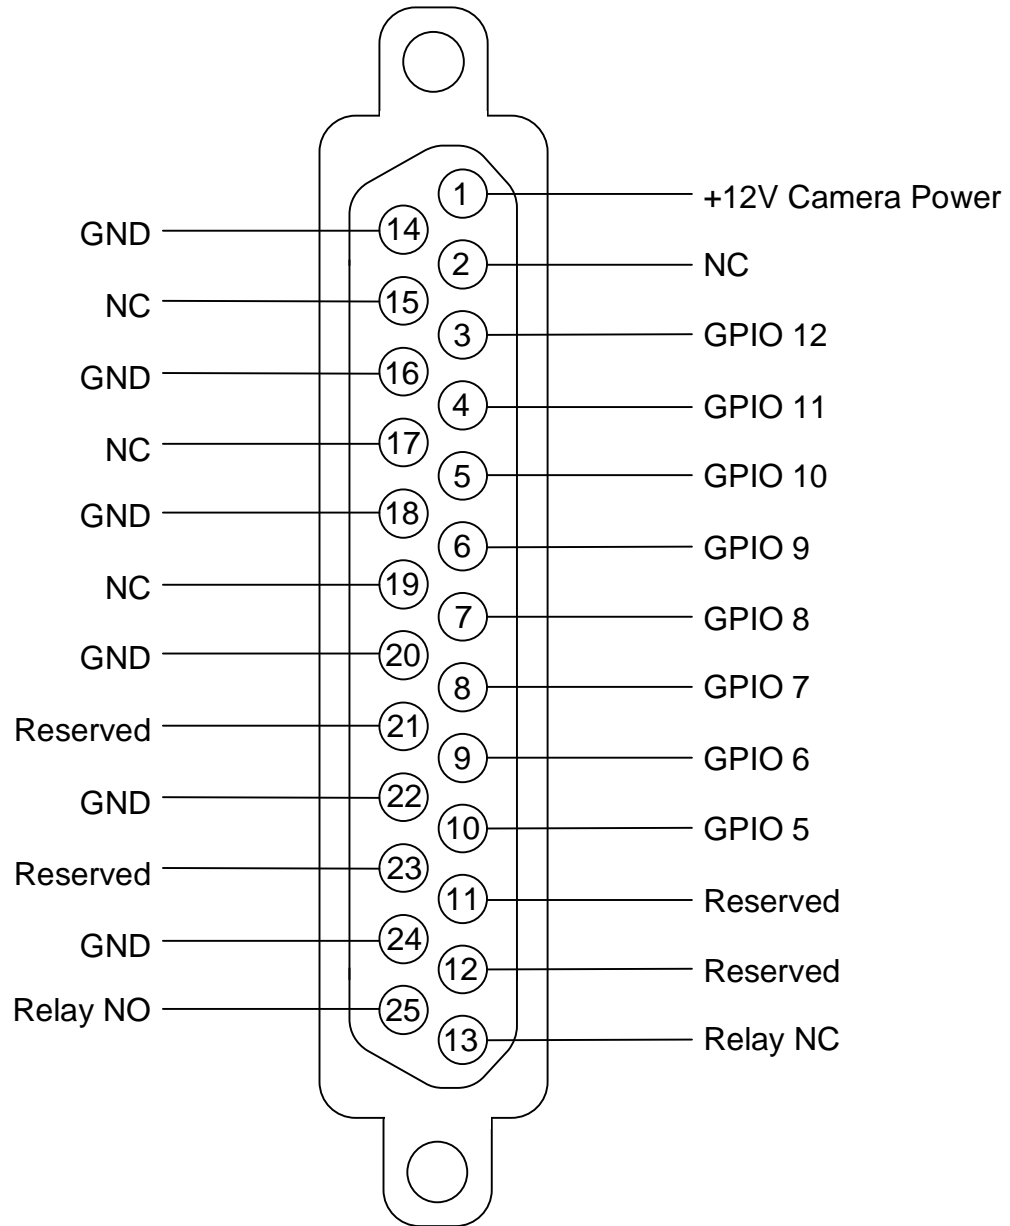 1 +12V Camera Power
GND 14
2 NC
NC 15
3 GPIO 12
GND 16
4 GPIO 11
NC 17
5 GPIO 10
GND 18
6 GPIO 9
NC 19
7 GPIO 8
GND 20
8 GPIO 7
Reserved 21
9 GPIO 6
GND 22
10 GPIO 5
Reserved 23
11 Reserved
GND 24
12 Reserved
Relay NO 25
13 Relay NC